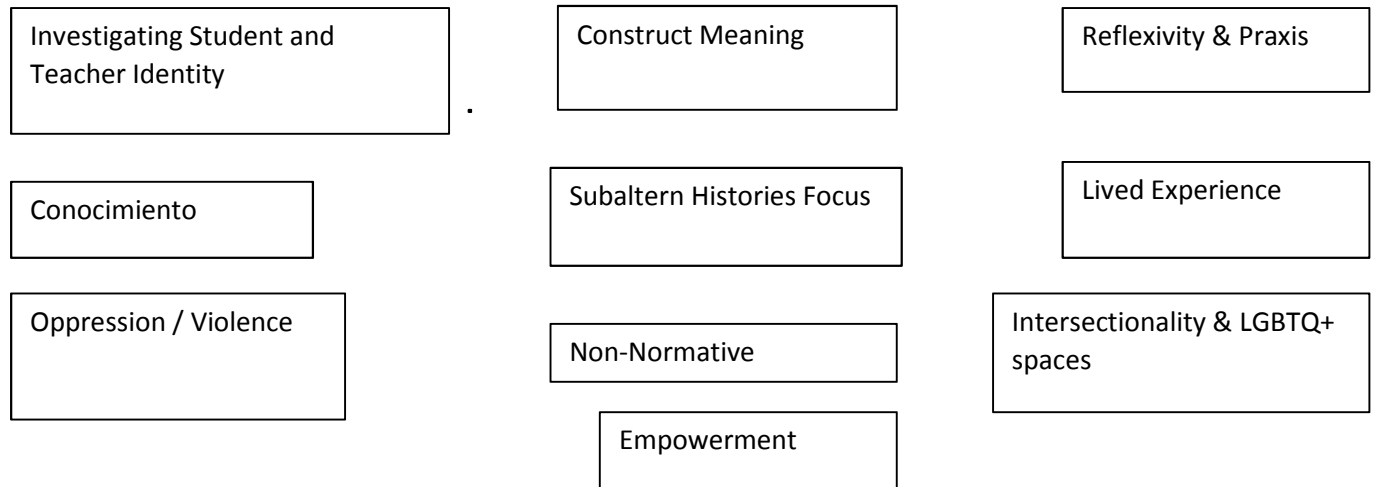 Investigating Student and
Teacher Identity
.
Construct Meaning
Reflexivity & Praxis
Conocimiento
Subaltern Histories Focus
Lived Experience
Oppression / Violence
Non-Normative
Intersectionality & LGBTQ+
spaces
Empowerment